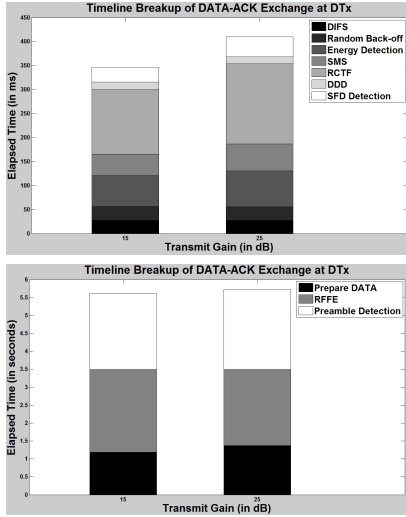 Timeline Breakup of DATA-ACK Exchange at DTx
450
400
350
300
250
200
150
100
50
0
Elapsed Time (in ms)
15
25
Transmit Gain (in dB)
DIFS
Random Back-off
Energy Detection
SMS
RCTF
DDD
SFD Detection
Timeline Breakup of DATA-ACK Exchange at DTx
6
5.5
5
4.5
4
3.5
3
2.5
2
1.5
1
0.5
0
Elapsed Time (in seconds)
15
25
Transmit Gain (in dB)
Prepare DATA
RFFE
Preamble Detection